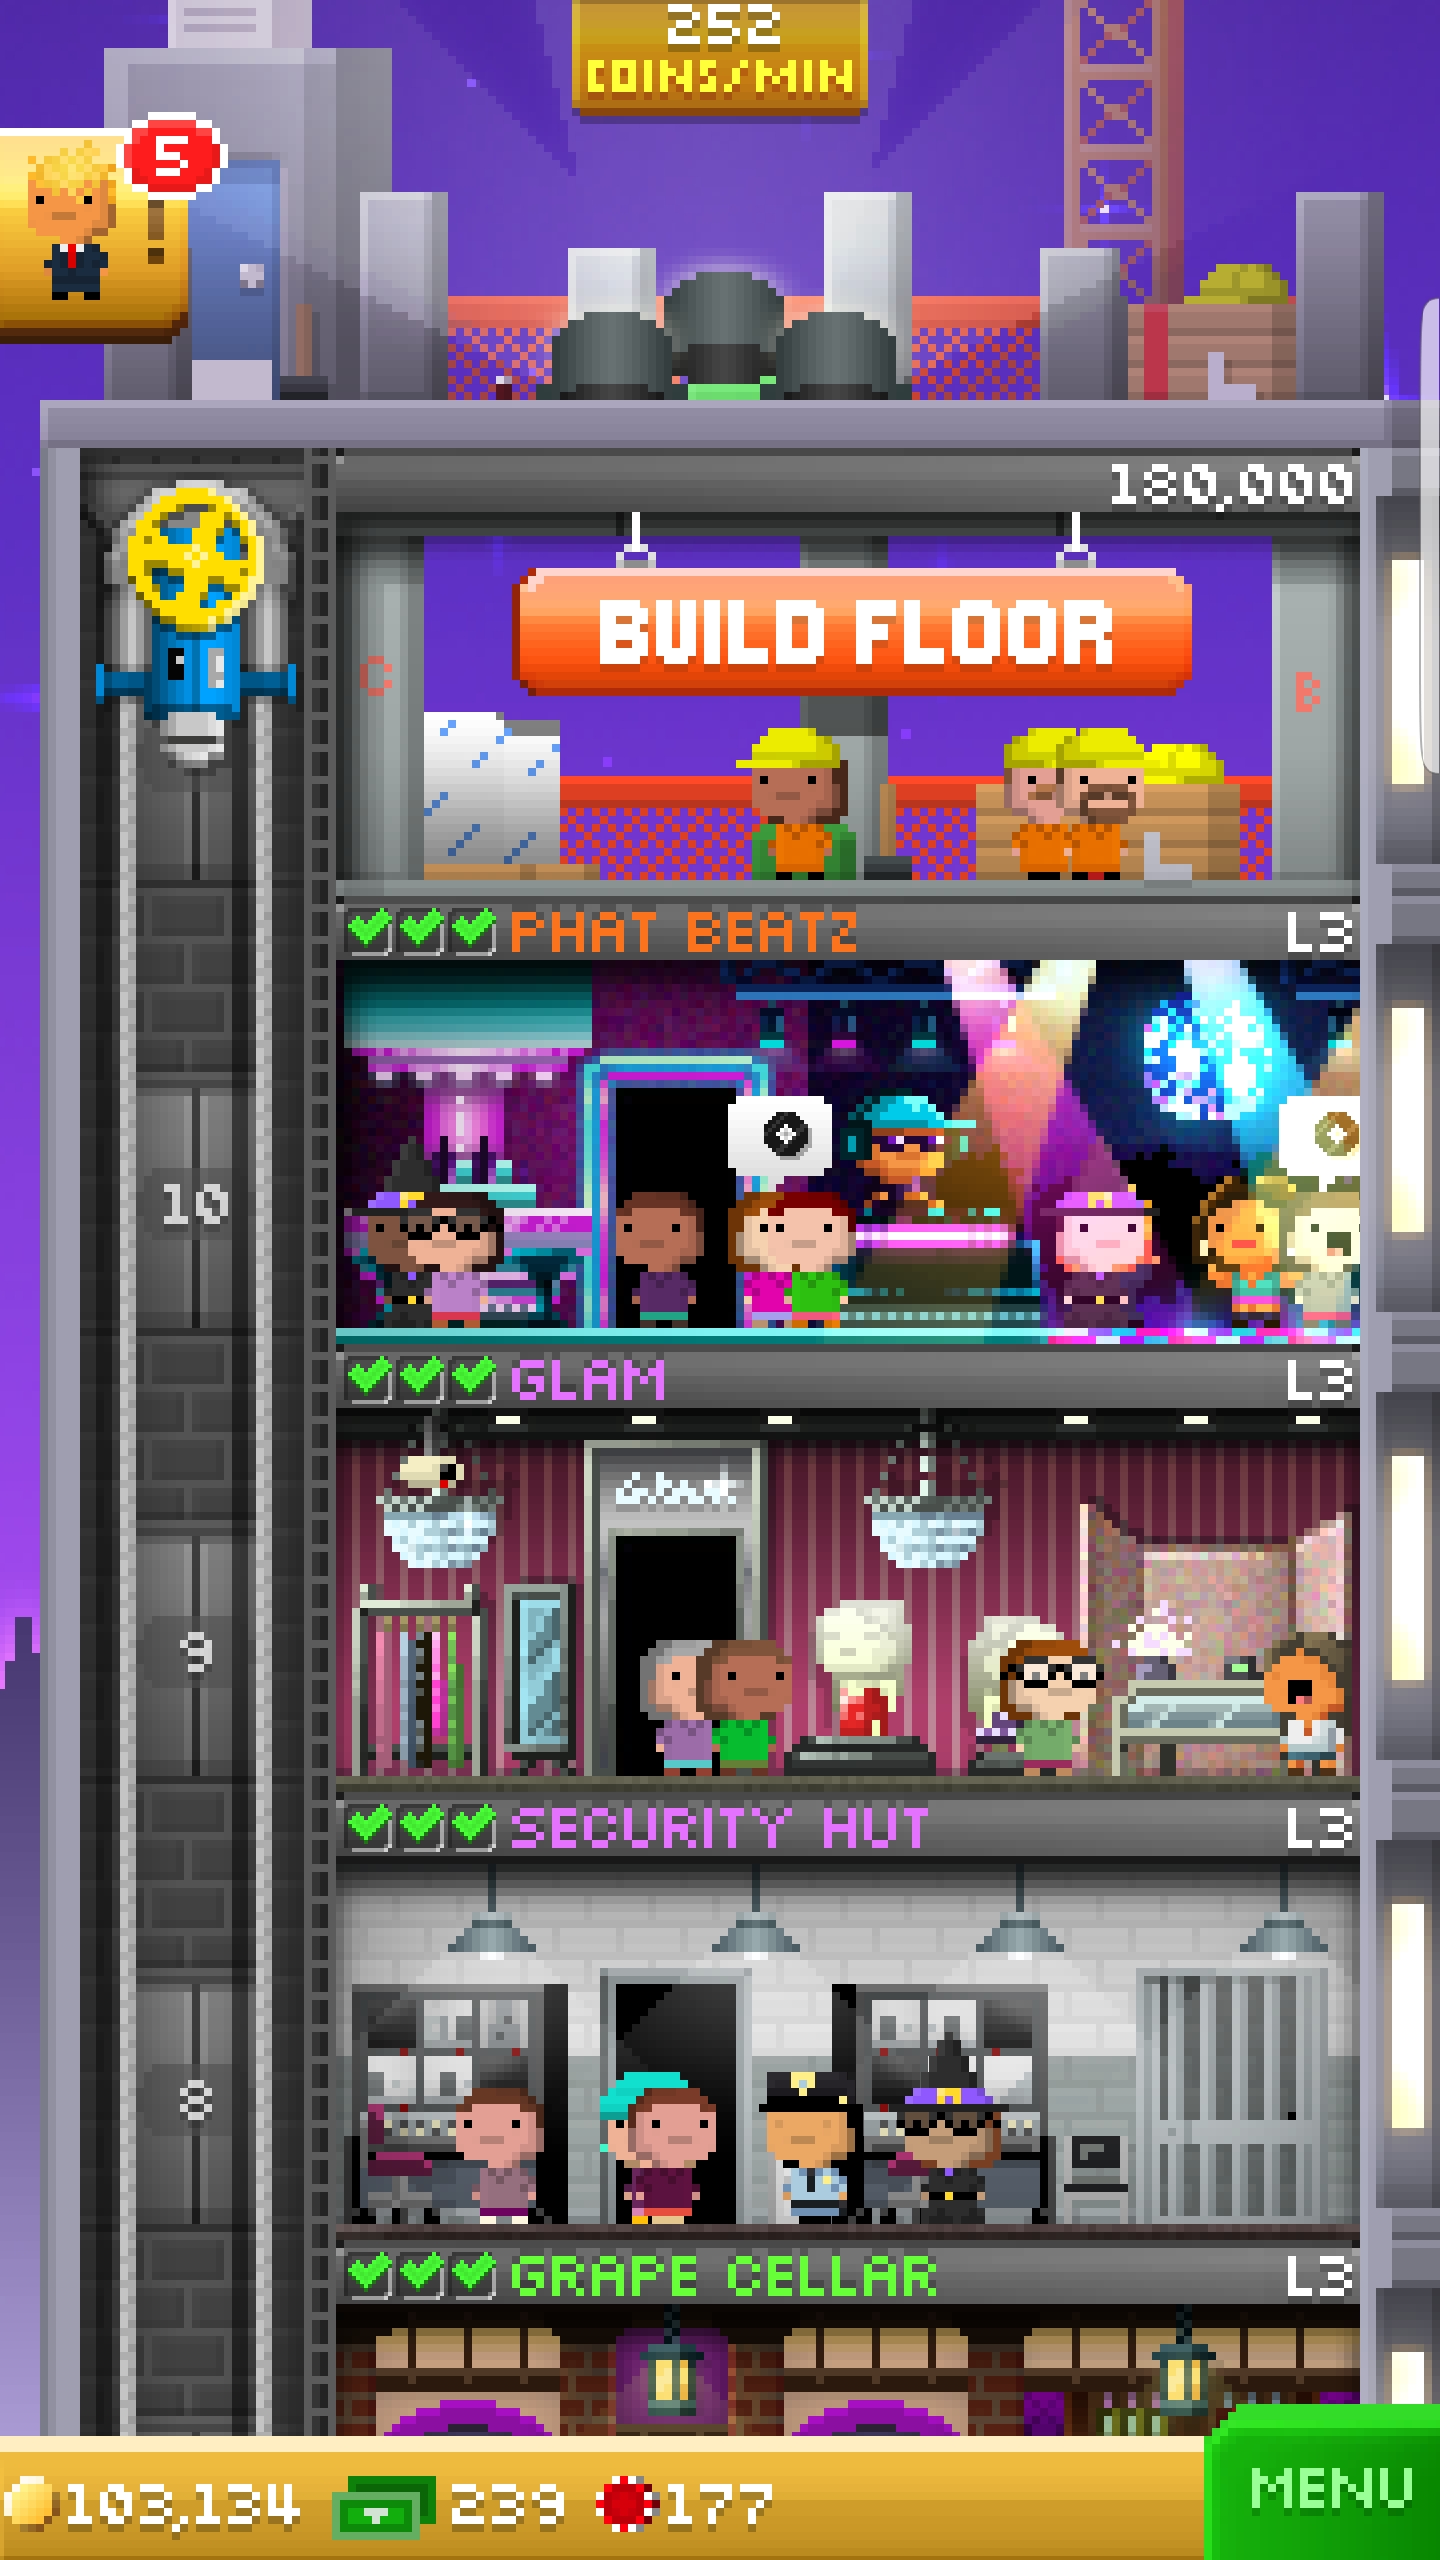 252
COINS/MIN
5
!
180,000
BUILD FLOOR
C
B
PHAT BEATZ L3
10
GLAM L3
9
SECURITY HUT L3
8
GRAPE CELLAR L3
103,134 239 177
MENU